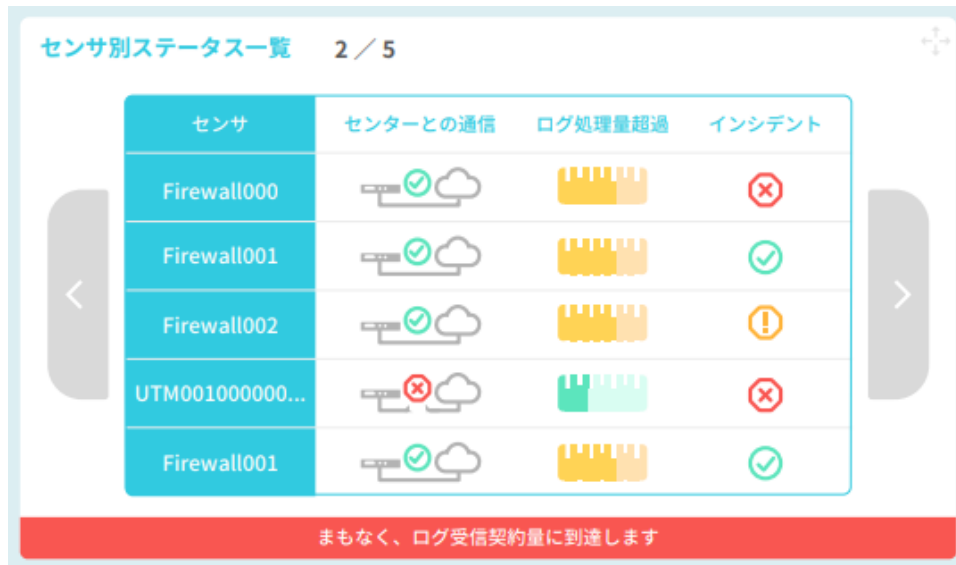 センサ別ステータス一覧 2 ／ 5
センサ センターとの通信 ログ処理量超過 インシデント
Firewall000
Firewall001
Firewall002
UTM001000000...
Firewall001
まもなく、ログ受信契約量に到達します